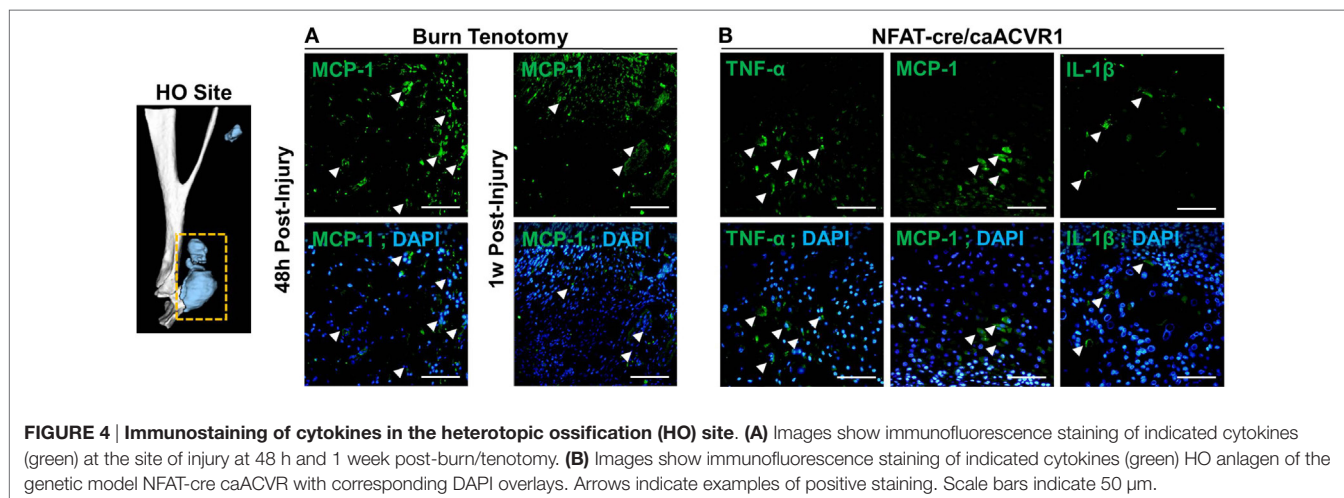 A
Burn Tenotomy
B
NFAT-cre/caACVR1
HO Site
48h Post-Injury
MCP-1
MCP-1 ; DAPI
1w Post-Injury
MCP-1
MCP-1 ; DAPI
TNF-α
MCP-1
IL-1β
TNF-α ; DAPI
MCP-1 ; DAPI
IL-1β ; DAPI
FIGURE 4 | Immunostaining of cytokines in the heterotopic ossification (HO) site. (A) Images show immunofluorescence staining of indicated cytokines
(green) at the site of injury at 48 h and 1 week post-burn/tenotomy. (B) Images show immunofluorescence staining of indicated cytokines (green) HO anlagen of the
genetic model NFAT-cre caACVR with corresponding DAPI overlays. Arrows indicate examples of positive staining. Scale bars indicate 50 µm.